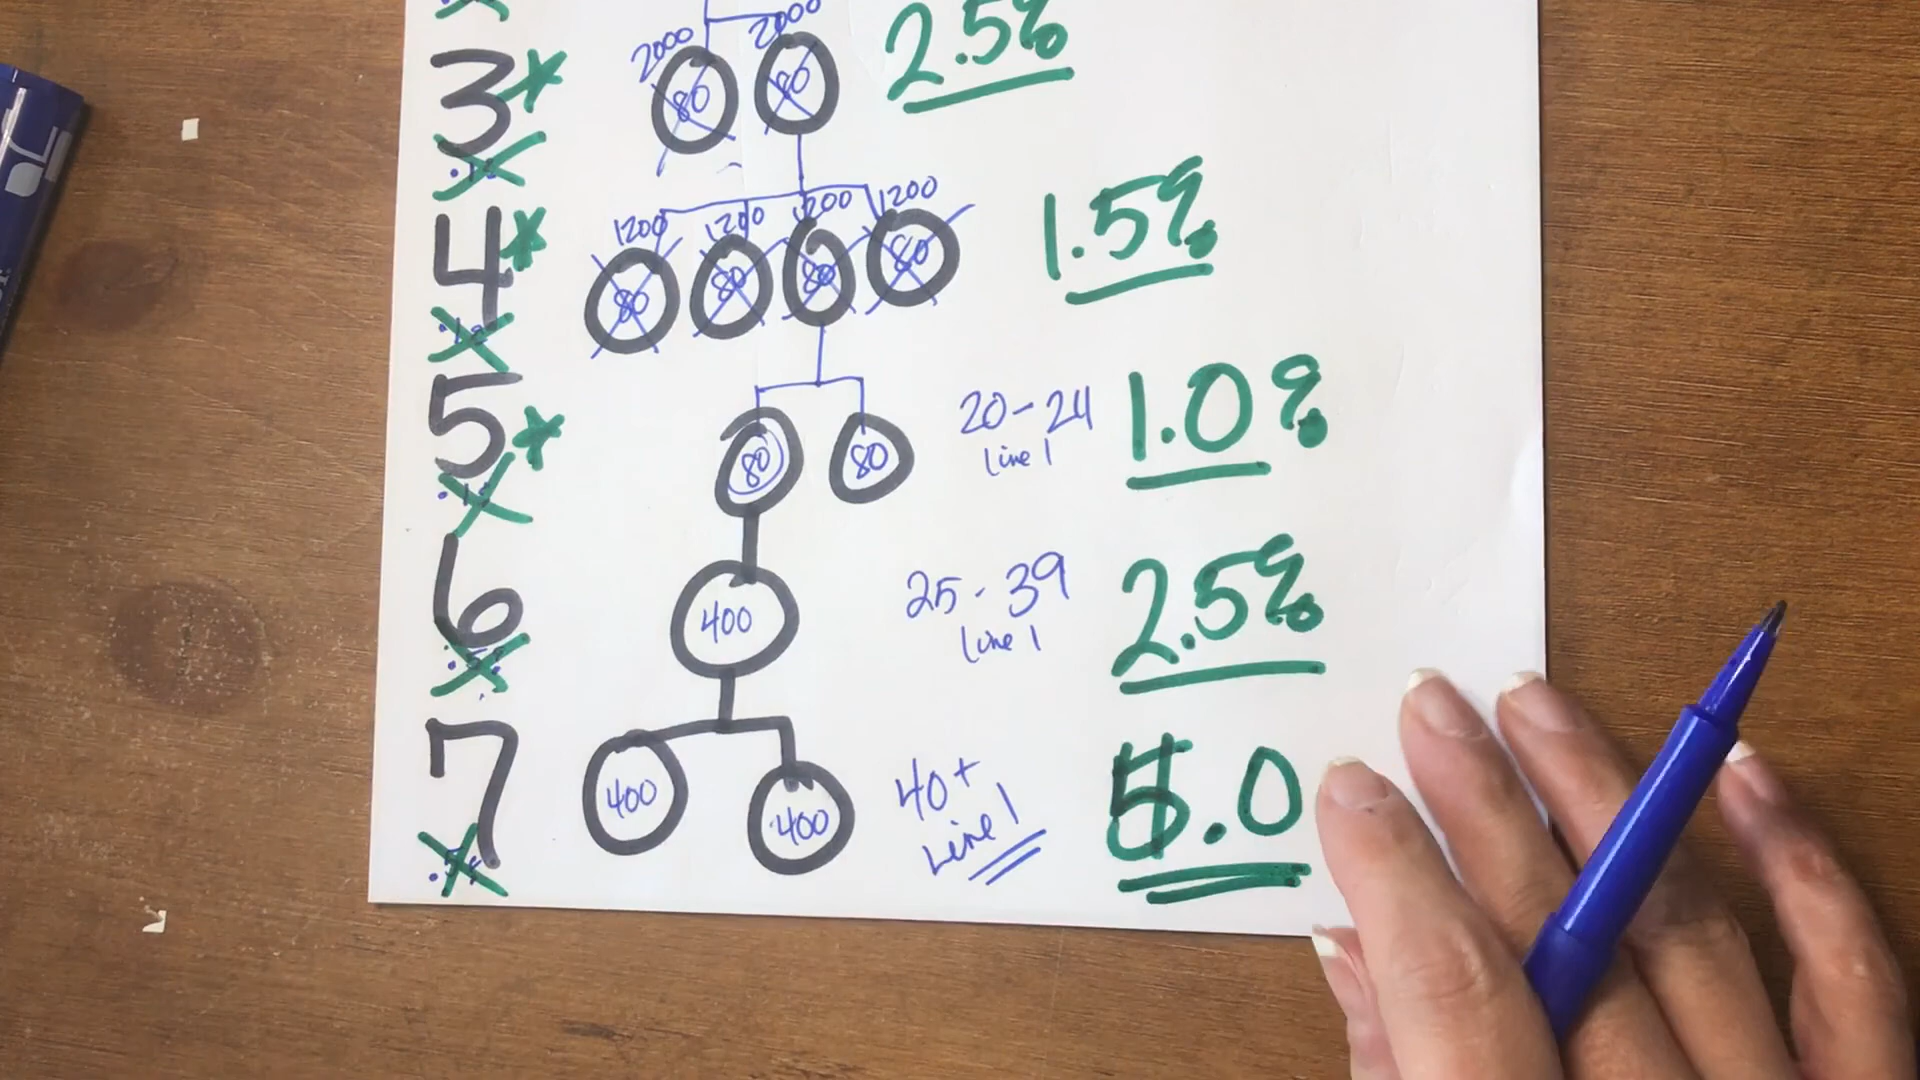 2000 2000 2.5%
3 80 80
1200 1200 1200 1200 1.5%
4 80 80 80 80
5 80 80 20-24 1.0%
Line 1
6 400 25-39 2.5%
Line 1
7 400 400 40+ 5.0
Line 1